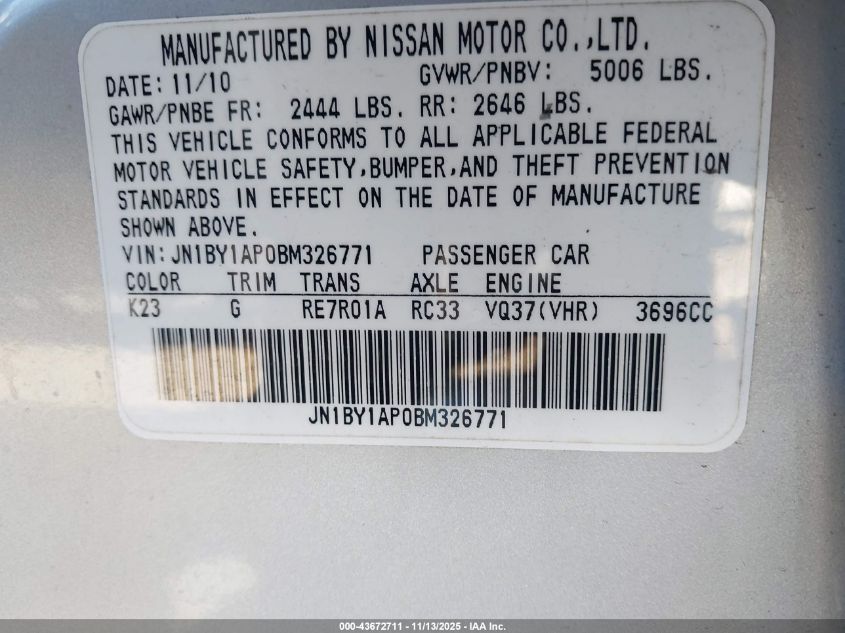 MANUFACTURED BY NISSAN MOTOR CO.,LTD.
DATE: 11/10 GVWR/PNBV: 5006 LBS.
GAWR/PNBE FR: 2444 LBS. RR: 2646 LBS.
THIS VEHICLE CONFORMS TO ALL APPLICABLE FEDERAL
MOTOR VEHICLE SAFETY,BUMPER,AND THEFT PREVENTION
STANDARDS IN EFFECT ON THE DATE OF MANUFACTURE
SHOWN ABOVE.
VIN: JN1BY1AP0BM326771 PASSENGER CAR
COLOR TRIM TRANS AXLE ENGINE
K23 G RE7R01A RC33 VQ37(VHR) 3696CC
JN1BY1AP0BM326771
000-43672711 - 11/13/2025 - IAA Inc.